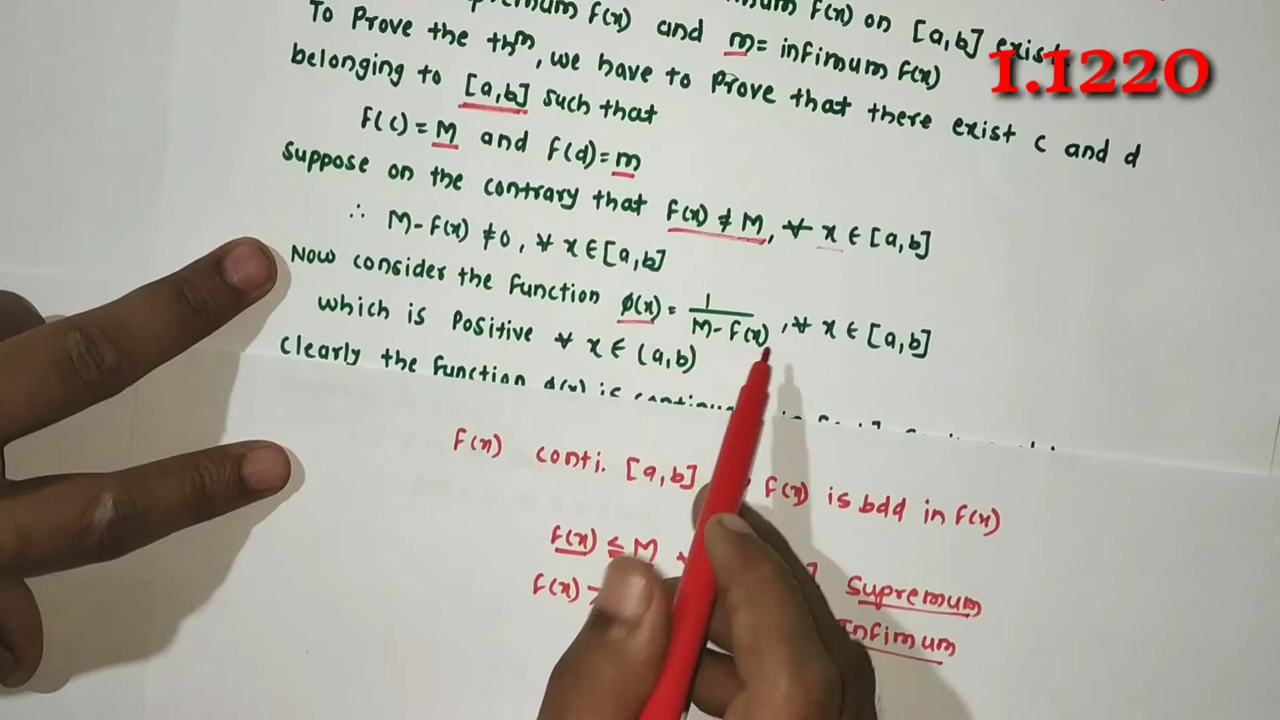 F(x) on [a,b] exist
F(x) and m = infimum F(x)
To Prove the thm, we have to Prove that there exist c and d
belonging to [a,b] such that
F(c) = M and F(d) = m
Suppose on the contrary that F(x) ≠ M, ∀ x ∈ [a,b]
∴ M - F(x) ≠ 0, ∀ x ∈ [a,b]
Now consider the function ϕ(x) = 1/(M - F(x)), ∀ x ∈ [a,b]
which is Positive ∀ x ∈ (a,b)
clearly the function
F(x) conti. [a,b] F(x) is bdd in F(x)
F(x) ≤ M Supremum
F(x) Infimum
1.1220